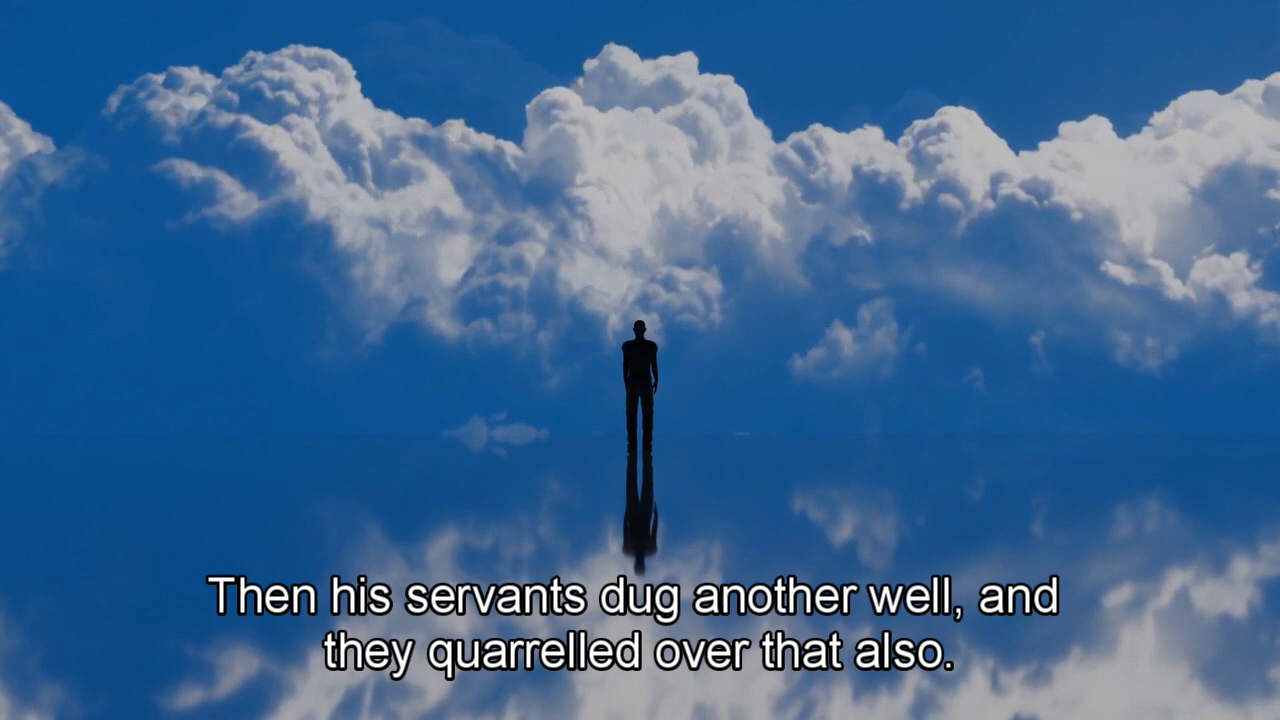 Then his servants dug another well, and
they quarrelled over that also.